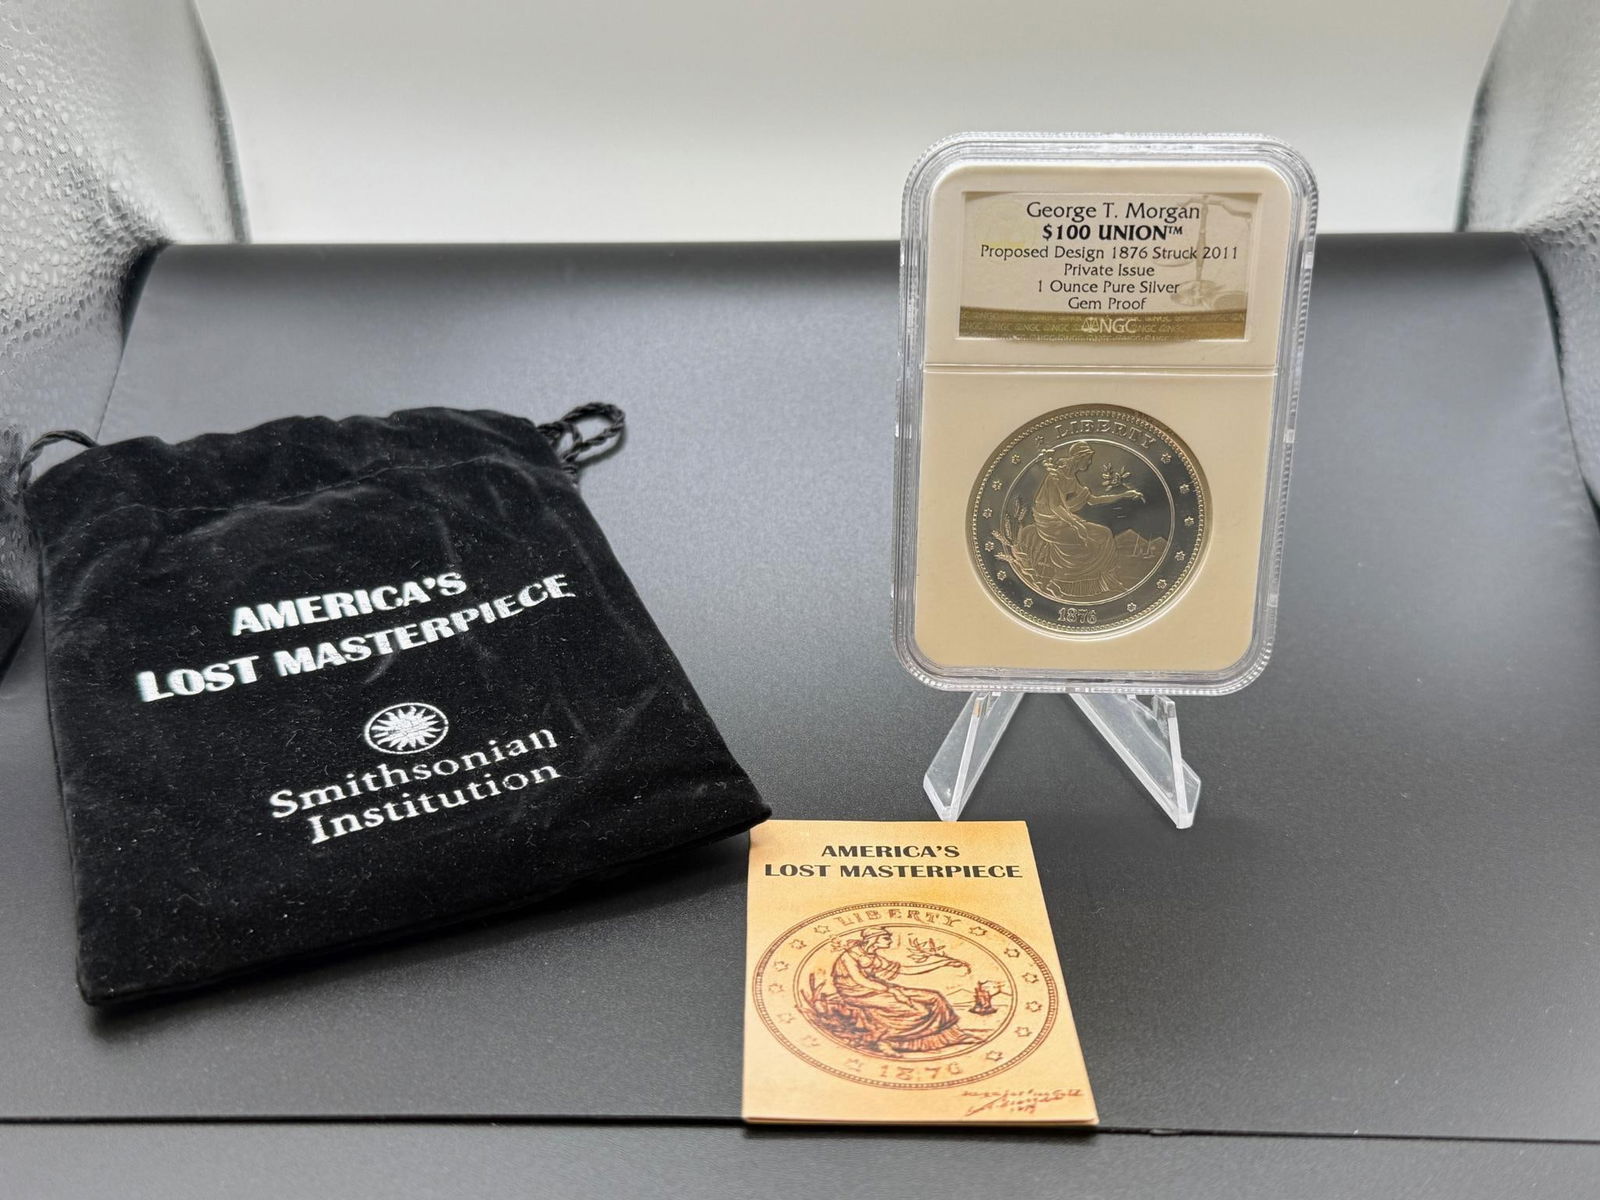 AMERICA'S
LOST MASTERPIECE
Smithsonian
Institution
George T. Morgan
$100 UNION™
Proposed Design 1876 Struck 2011
Private Issue
1 Ounce Pure Silver
Gem Proof
NGC
LIBERTY
1876
AMERICA'S
LOST MASTERPIECE
LIBERTY
1876